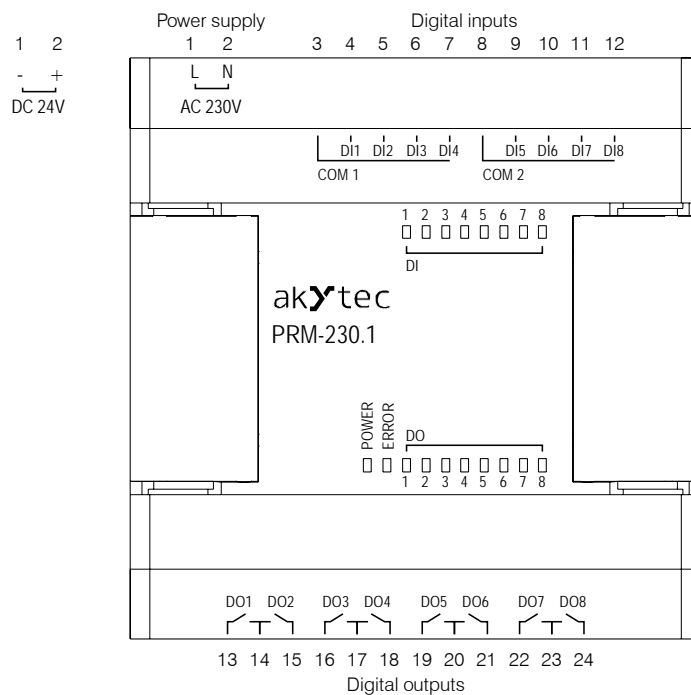 Power supply Digital inputs
1 2 1 2 3 4 5 6 7 8 9 10 11 12
- + L N
DC 24V AC 230V
DI1 DI2 DI3 DI4 DI5 DI6 DI7 DI8
COM 1 COM 2
1 2 3 4 5 6 7 8
DI
akytec
PRM-230.1
POWER ERROR DO
1 2 3 4 5 6 7 8
DO1 DO2 DO3 DO4 DO5 DO6 DO7 DO8
13 14 15 16 17 18 19 20 21 22 23 24
Digital outputs